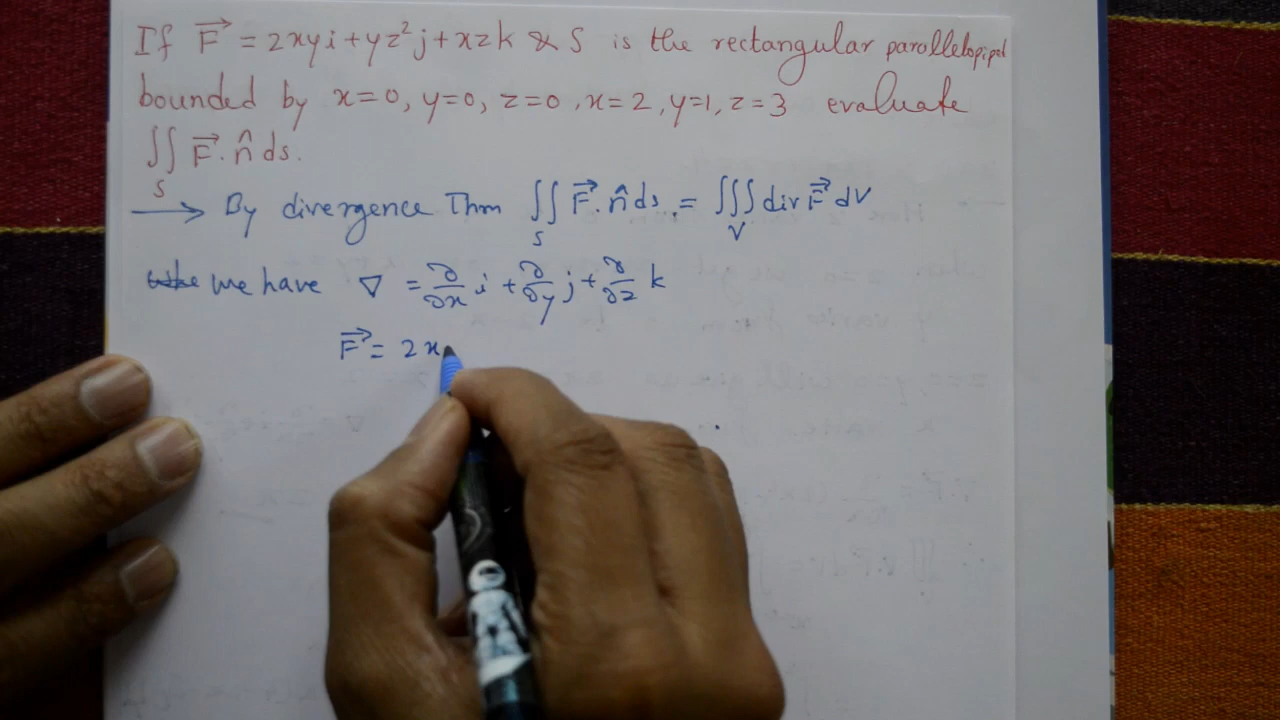 If F⃗ = 2xyi + yz²j + xzk & S is the rectangular parallelopiped
bounded by x=0, y=0, z=0, x=2, y=1, z=3 evaluate
∬ F⃗. n̂ ds.
S
→ By divergence Thm ∬ F⃗. n̂ ds. = ∭ div F⃗ dV
S V
we have ∇ = ∂/∂x i + ∂/∂y j + ∂/∂z k
F⃗ = 2x